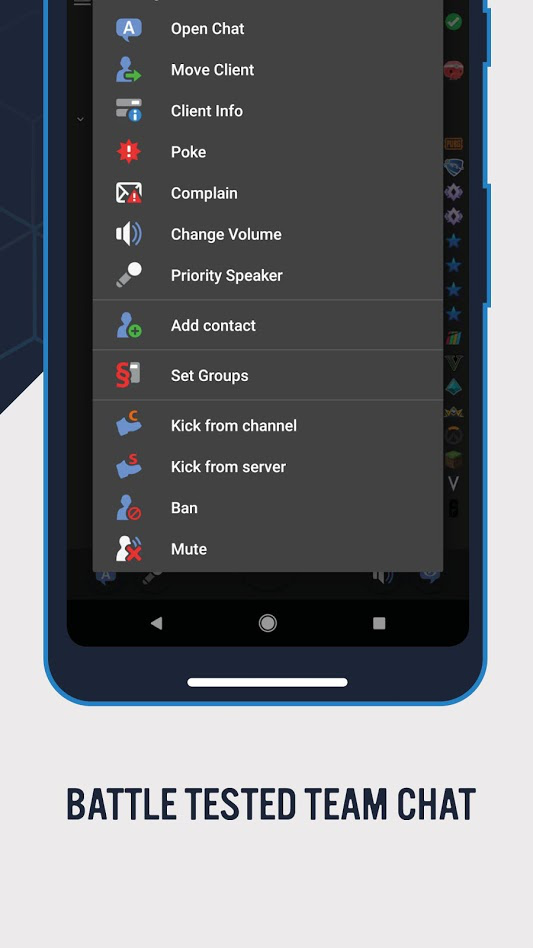 Open Chat
Move Client
Client Info
Poke
Complain
Change Volume
Priority Speaker
Add contact
Set Groups
Kick from channel
Kick from server
Ban
Mute
BATTLE TESTED TEAM CHAT